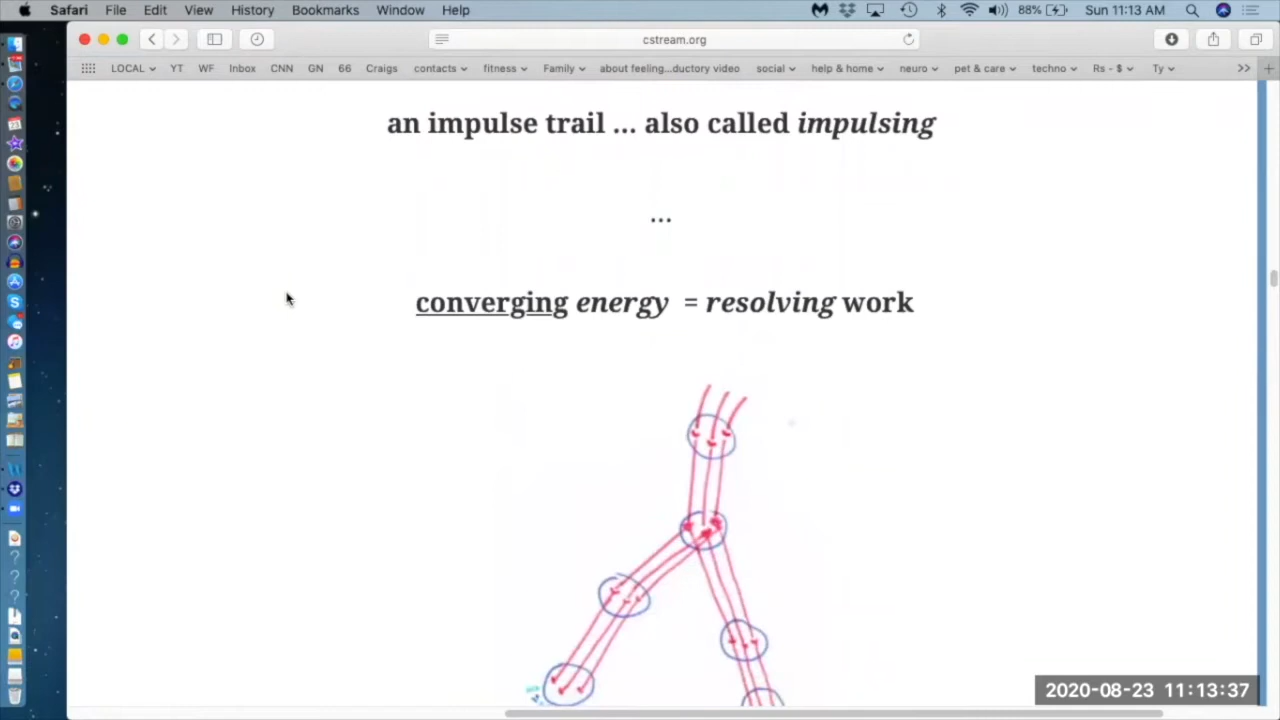 Safari File Edit View History Bookmarks Window Help 88% Sun 11:13 AM
cstream.org
LOCAL YT WF Inbox CNN GN 66 Craigs contacts fitness Family about feeling...ductory video social help & home neuro pet & care techno Rs - $ Ty
an impulse trail ... also called impulsing
...
converging energy = resolving work
2020-08-23 11:13:37